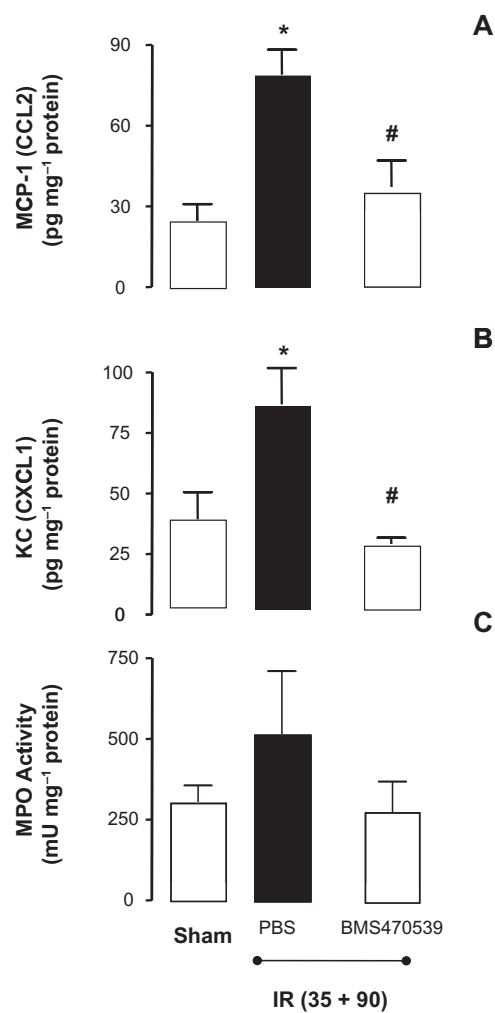 A
MCP-1 (CCL2)
(pg mg⁻¹ protein)
90
60
30
0
*
#
B
KC (CXCL1)
(pg mg⁻¹ protein)
100
75
50
25
0
*
#
C
MPO Activity
(mU mg⁻¹ protein)
750
500
250
0
Sham PBS BMS470539
IR (35 + 90)